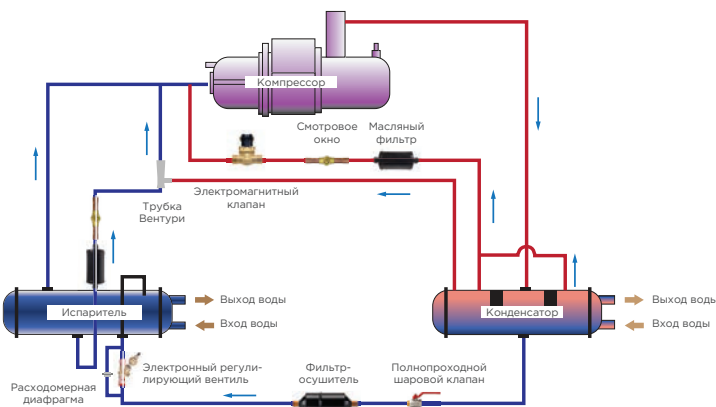 Компрессор
Смотровое
окно
Масляный
фильтр
Электромагнитный
клапан
Трубка
Вентури
Испаритель
Выход воды
Вход воды
Конденсатор
Выход воды
Вход воды
Электронный регули-
лирующий вентиль
Фильтр-
осушитель
Полнопроходной
шаровой клапан
Расходомерная
диафрагма